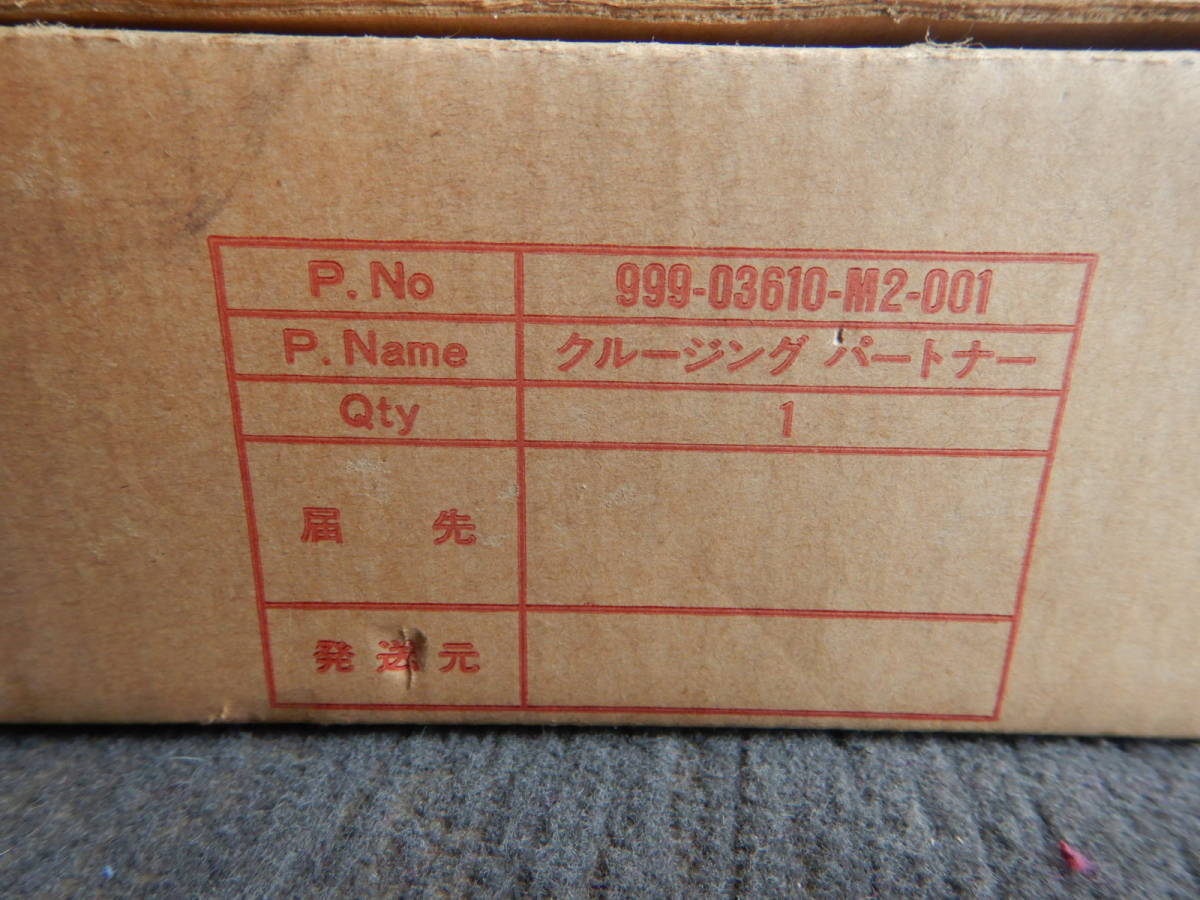 P.No 999-03610-M2-001
P.Name クルージング パートナー
Qty 1
届先
発送元